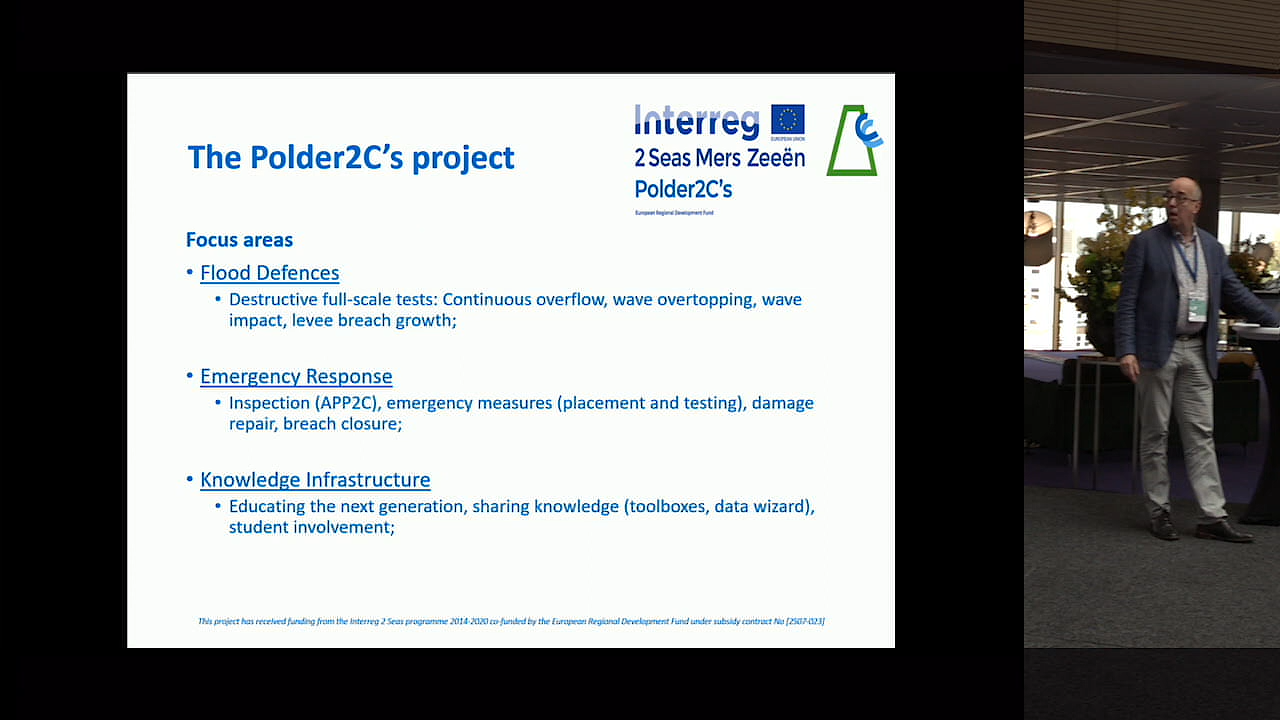 Interreg
EUROPEAN UNION
2 Seas Mers Zeeën
Polder2C's
European Regional Development Fund
The Polder2C's project
Focus areas
• Flood Defences
• Destructive full-scale tests: Continuous overflow, wave overtopping, wave
impact, levee breach growth;
• Emergency Response
• Inspection (APP2C), emergency measures (placement and testing), damage
repair, breach closure;
• Knowledge Infrastructure
• Educating the next generation, sharing knowledge (toolboxes, data wizard),
student involvement;
This project has received funding from the Interreg 2 Seas programme 2014-2020 co-funded by the European Regional Development Fund under subsidy contract No [2S07-023]